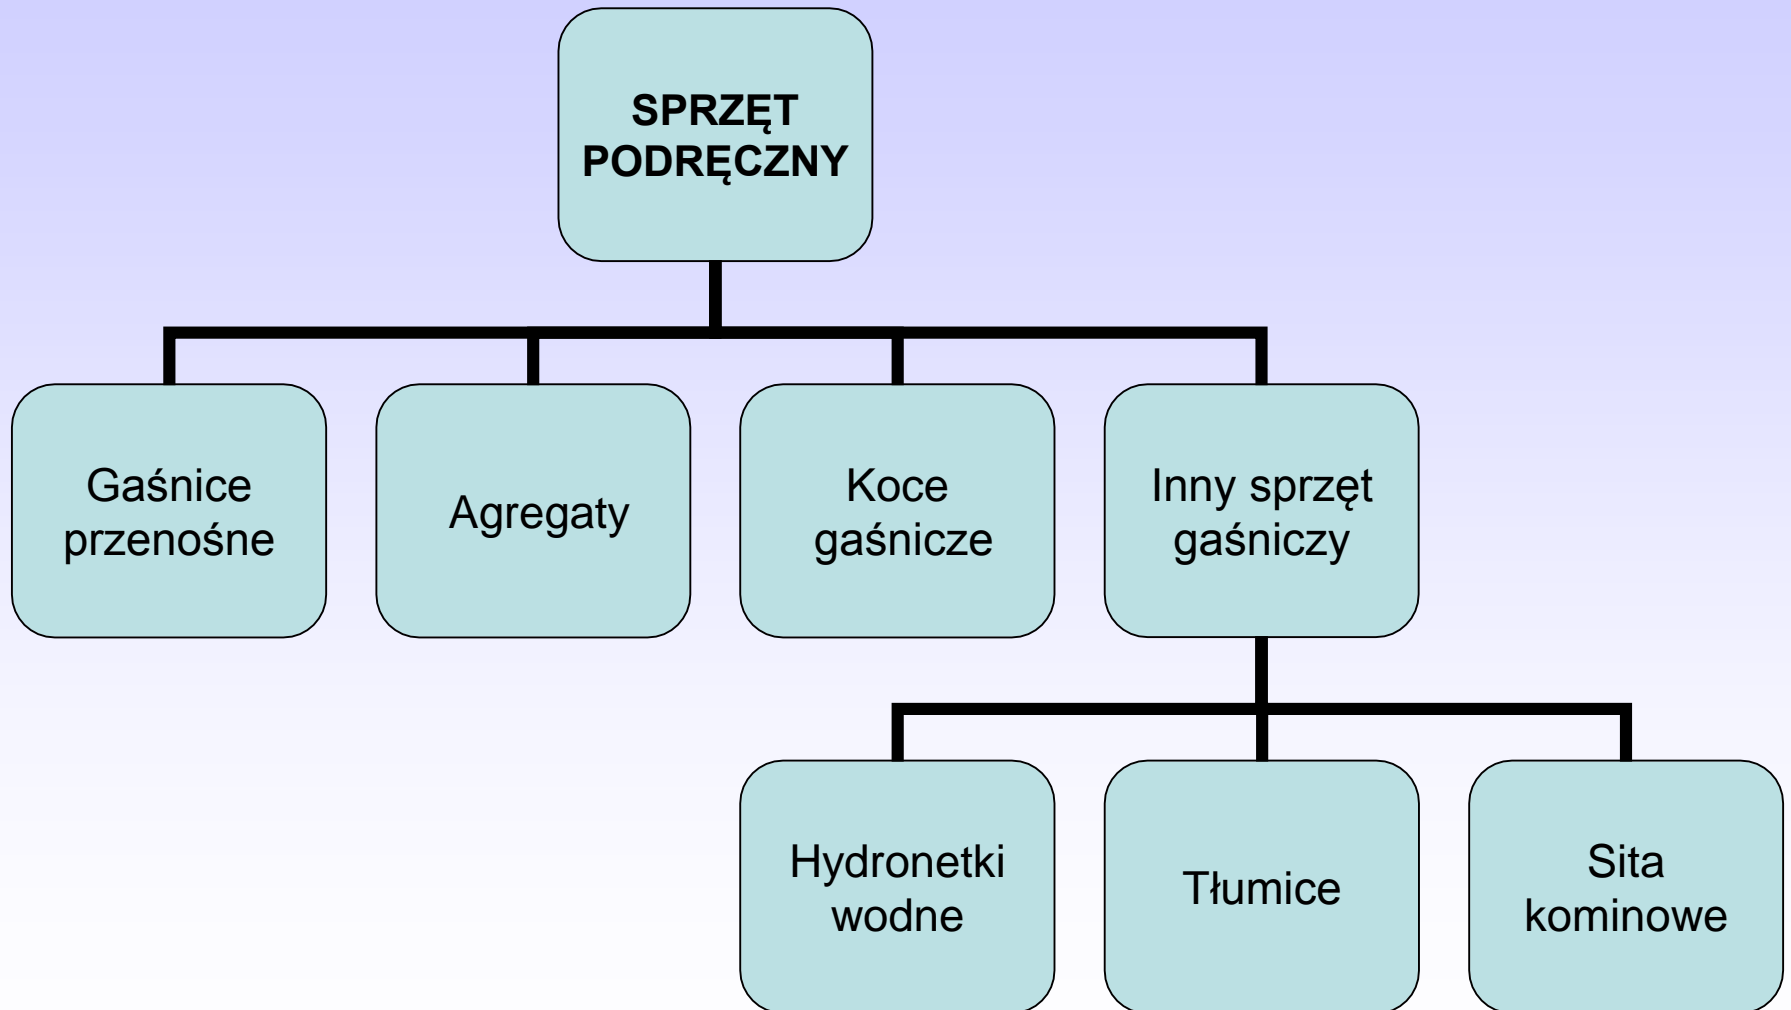 SPRZĘT
PODRĘCZNY
Gaśnice
przenośne
Agregaty
Koce
gaśnicze
Inny sprzęt
gaśniczy
Hydronetki
wodne
Tłumice
Sita
kominowe